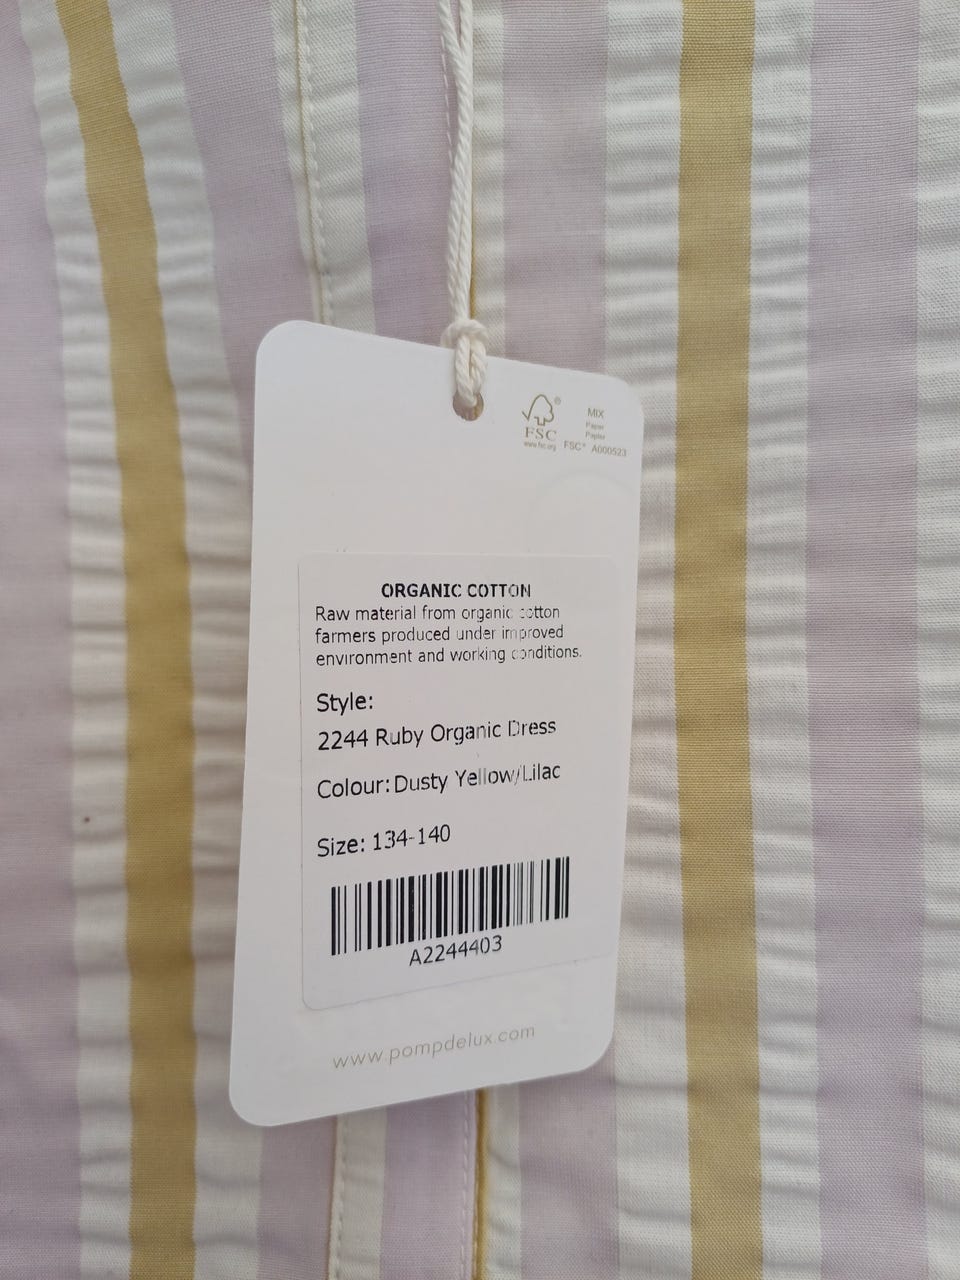 FSC®
www.fsc.org
MIX
Paper
Papier
FSC® A000523
ORGANIC COTTON
Raw material from organic cotton
farmers produced under improved
environment and working conditions.
Style:
2244 Ruby Organic Dress
Colour: Dusty Yellow/Lilac
Size: 134-140
A2244403
www.pompdelux.com